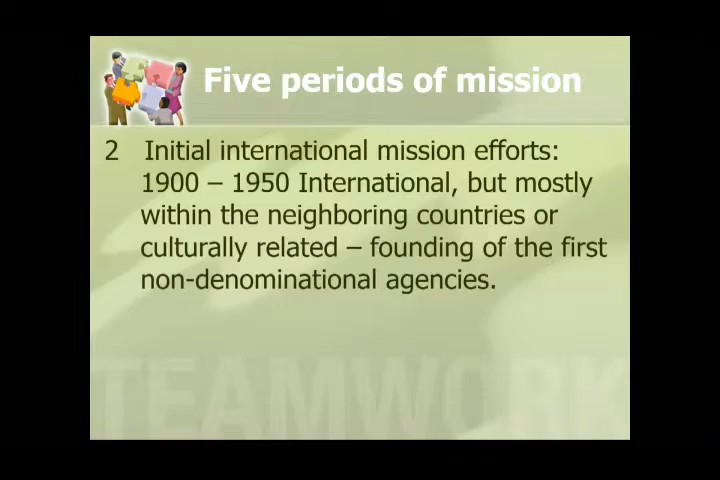 Five periods of mission
2 Initial international mission efforts:
1900 – 1950 International, but mostly
within the neighboring countries or
culturally related – founding of the first
non-denominational agencies.
TEAMWORK